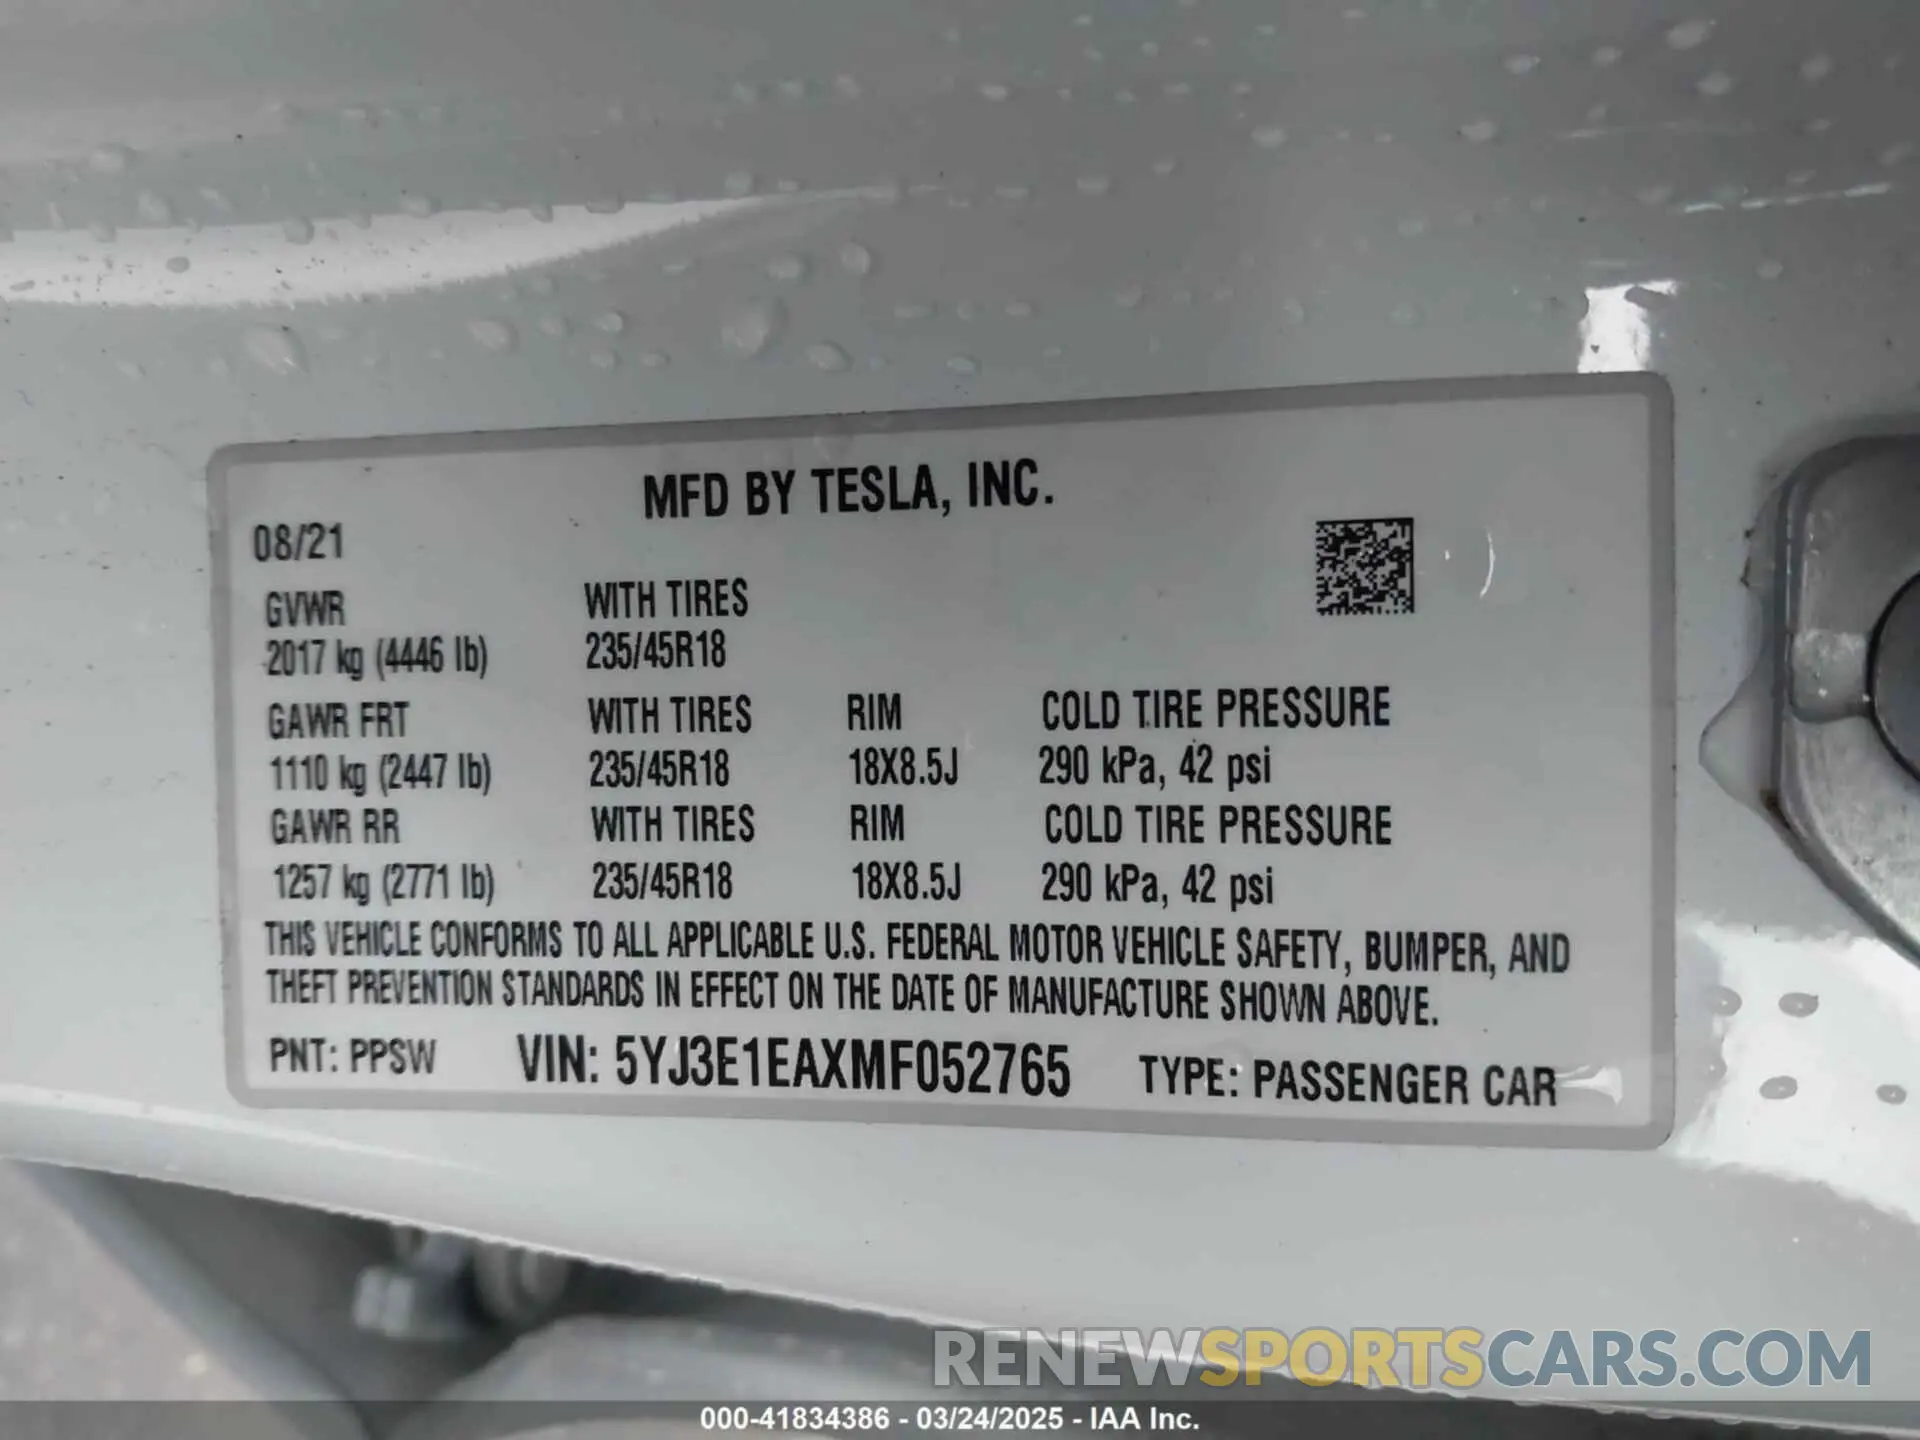 MFD BY TESLA, INC.
08/21
GVWR WITH TIRES
2017 kg (4446 lb) 235/45R18
GAWR FRT WITH TIRES RIM COLD TIRE PRESSURE
1110 kg (2447 lb) 235/45R18 18X8.5J 290 kPa, 42 psi
GAWR RR WITH TIRES RIM COLD TIRE PRESSURE
1257 kg (2771 lb) 235/45R18 18X8.5J 290 kPa, 42 psi
THIS VEHICLE CONFORMS TO ALL APPLICABLE U.S. FEDERAL MOTOR VEHICLE SAFETY, BUMPER, AND
THEFT PREVENTION STANDARDS IN EFFECT ON THE DATE OF MANUFACTURE SHOWN ABOVE.
PNT: PPSW VIN: 5YJ3E1EAXMF052765 TYPE: PASSENGER CAR
RENEWSPORTSCARS.COM
000-41834386 - 03/24/2025 - IAA Inc.